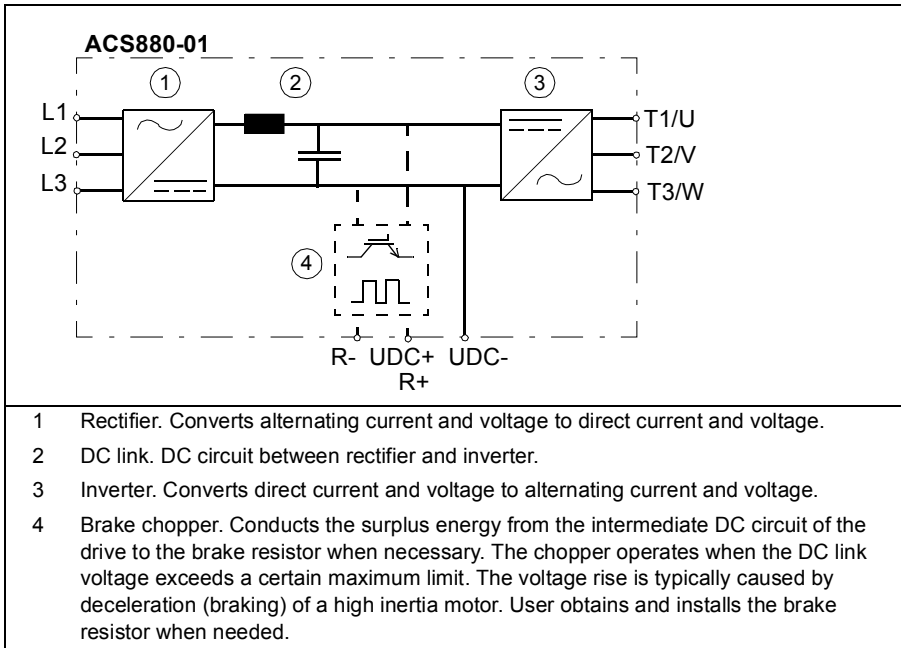 ACS880-01
1
2
3
L1
L2
L3
T1/U
T2/V
T3/W
4
R- UDC+ UDC-
R+
1 Rectifier. Converts alternating current and voltage to direct current and voltage.
2 DC link. DC circuit between rectifier and inverter.
3 Inverter. Converts direct current and voltage to alternating current and voltage.
4 Brake chopper. Conducts the surplus energy from the intermediate DC circuit of the
drive to the brake resistor when necessary. The chopper operates when the DC link
voltage exceeds a certain maximum limit. The voltage rise is typically caused by
deceleration (braking) of a high inertia motor. User obtains and installs the brake
resistor when needed.